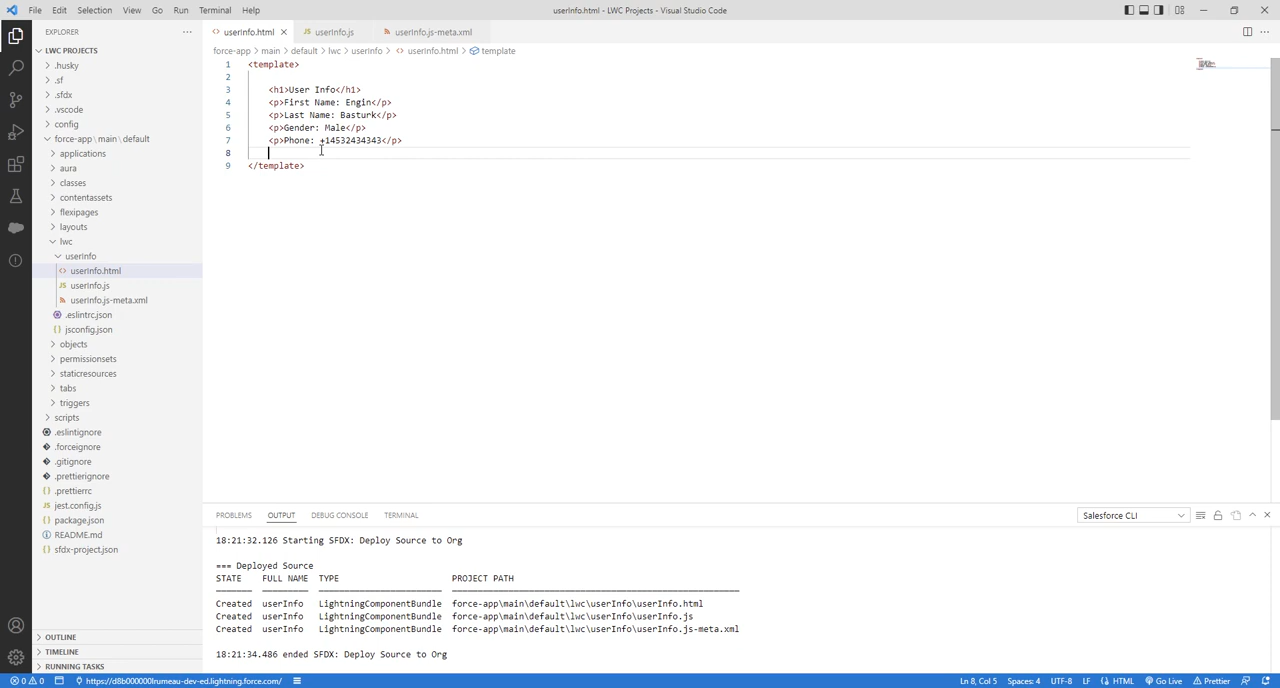 File Edit Selection View Go Run Terminal Help
userInfo.html - LWC Projects - Visual Studio Code
EXPLORER
LWC PROJECTS
.husky
.sf
.sfdx
.vscode
config
force-app \ main \ default
applications
aura
classes
contentassets
flexipages
layouts
lwc
userInfo
userInfo.html
userInfo.js
userInfo.js-meta.xml
.eslintrc.json
jsconfig.json
objects
permissionsets
staticresources
tabs
triggers
scripts
.eslintignore
.forceignore
.gitignore
.prettierignore
.prettierrc
jest.config.js
package.json
README.md
sfdx-project.json
OUTLINE
TIMELINE
RUNNING TASKS
userInfo.html userInfo.js userInfo.js-meta.xml
force-app > main > default > lwc > userInfo > userInfo.html > template
1 <template>
2
3 <h1>User Info</h1>
4 <p>First Name: Engin</p>
5 <p>Last Name: Basturk</p>
6 <p>Gender: Male</p>
7 <p>Phone: +14532434343</p>
8
9 </template>
PROBLEMS OUTPUT DEBUG CONSOLE TERMINAL
Salesforce CLI
18:21:32.126 Starting SFDX: Deploy Source to Org
=== Deployed Source
STATE FULL NAME TYPE PROJECT PATH
Created userInfo LightningComponentBundle force-app\main\default\lwc\userInfo\userInfo.html
Created userInfo LightningComponentBundle force-app\main\default\lwc\userInfo\userInfo.js
Created userInfo LightningComponentBundle force-app\main\default\lwc\userInfo\userInfo.js-meta.xml
18:21:34.486 ended SFDX: Deploy Source to Org
0 0 https://d8b000000lrumeau-dev-ed.lightning.force.com/
Ln 8, Col 5 Spaces: 4 UTF-8 LF HTML Go Live Prettier